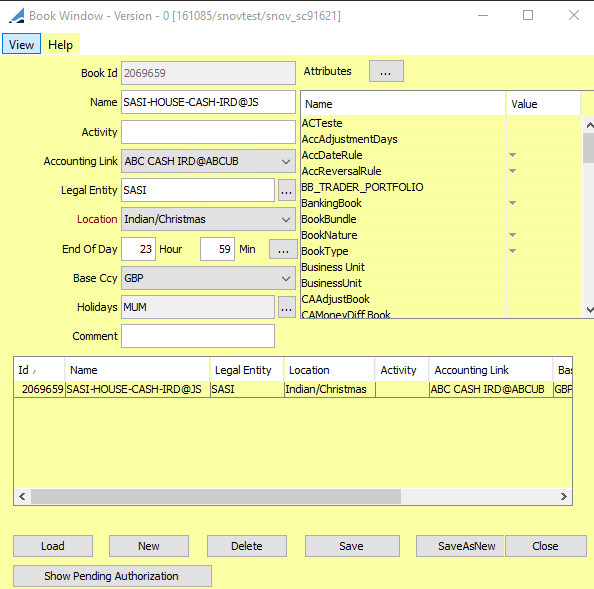 Book Window - Version - 0 [161085/snovtest/snov_sc91621]
View Help
Book Id 2069659
Attributes ...
Name SASI-HOUSE-CASH-IRD@JS
Activity
Accounting Link ABC CASH IRD@ABCUB
Legal Entity SASI ...
Location Indian/Christmas
End Of Day 23 Hour 59 Min ...
Base Ccy GBP
Holidays MUM ...
Comment
Name Value
ACTeste
AccAdjustmentDays
AccDateRule
AccReversalRule
BB_TRADER_PORTFOLIO
BankingBook
BookBundle
BookNature
BookType
Business Unit
BusinessUnit
CAAdjustBook
CAMoneyDiff Book
Id Name Legal Entity Location Activity Accounting Link Bas
2069659 SASI-HOUSE-CASH-IRD@JS SASI Indian/Christmas ABC CASH IRD@ABCUB GBP
Load New Delete Save SaveAsNew Close
Show Pending Authorization